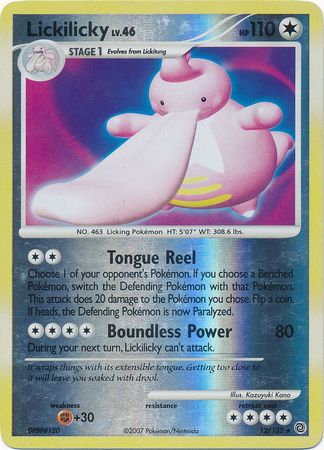 Lickilicky LV.46 HP 110
STAGE 1 Evolves from Lickitung
NO. 463 Licking Pokémon HT: 5'07" WT: 308.6 lbs.
Tongue Reel
Choose 1 of your opponent's Pokémon. If you choose a Benched
Pokémon, switch the Defending Pokémon with that Pokémon.
This attack does 20 damage to the Pokémon you chose. Flip a coin.
If heads, the Defending Pokémon is now Paralyzed.
Boundless Power 80
During your next turn, Lickilicky can't attack.
It wraps things with its extensible tongue. Getting too close to
it will leave you soaked with drool.
Illus. Kazuyuki Kano
weakness resistance retreat cost
+30
DPBP#120 ©2007 Pokémon/Nintendo 12/132